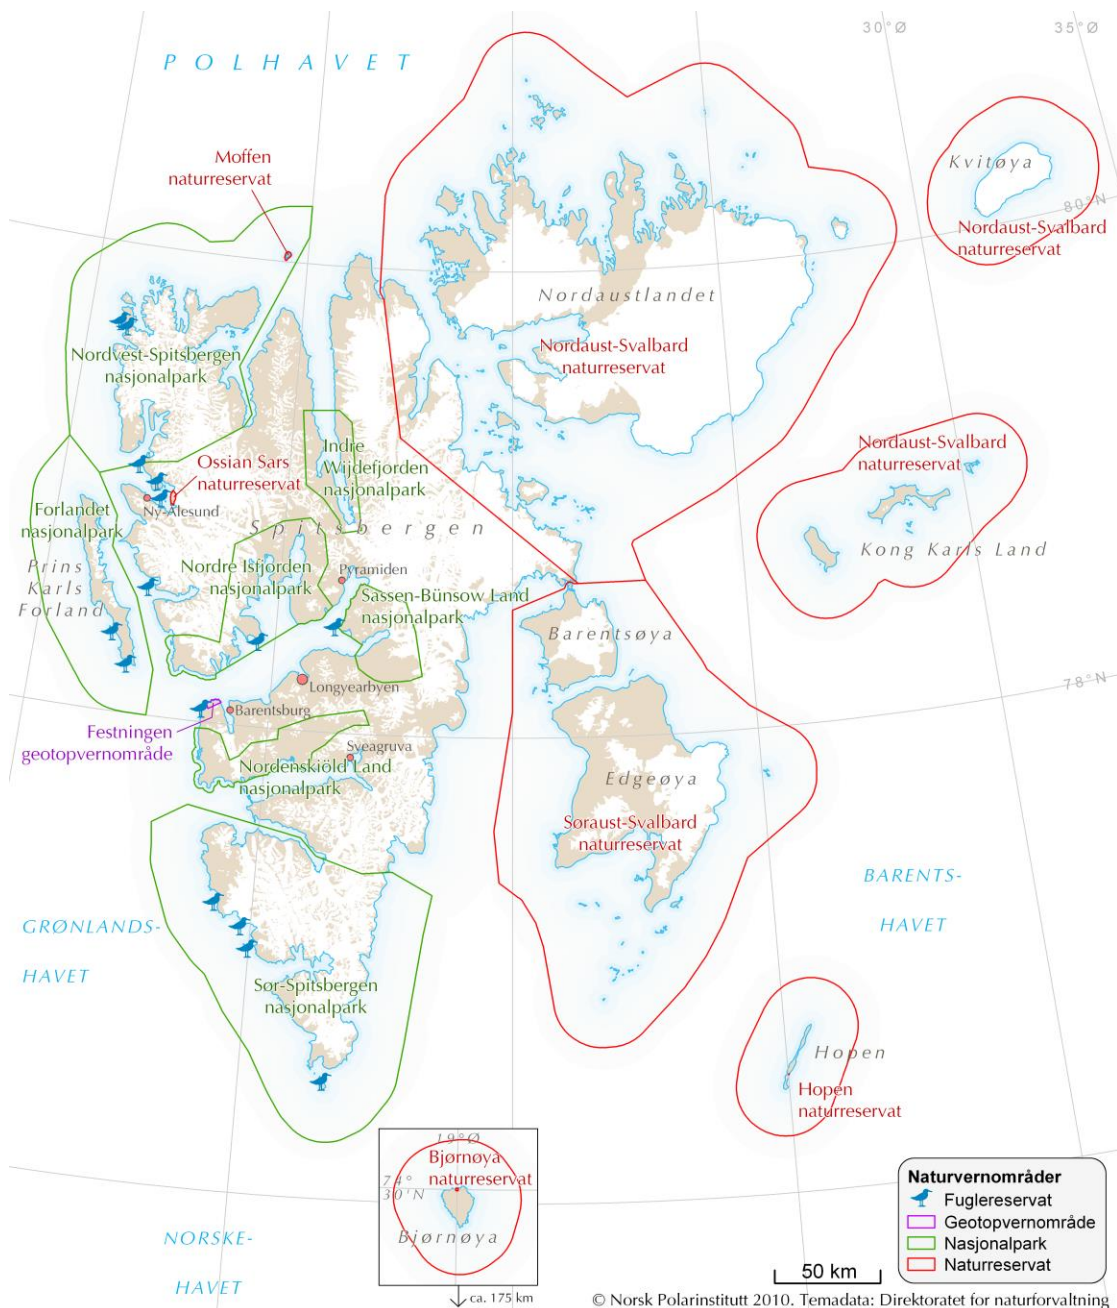 30°Ø
35°Ø
POLHAVET
Moffen
naturreservat
Kvitøya
80°N
Nordaust-Svalbard
naturreservat
Nordaustlandet
Nordaust-Svalbard
naturreservat
Nordvest-Spitsbergen
nasjonalpark
Indre
Wijdefjorden
nasjonalpark
Ossian Sars
naturreservat
Nordaust-Svalbard
naturreservat
Forlandet
nasjonalpark
Ny-Ålesund
Spitsbergen
Kong Karls Land
Prins
Karls
Forland
Nordre Isfjorden
nasjonalpark
Pyramiden
Sassen-Bünsow Land
nasjonalpark
Barentsøya
78°N
Longyearbyen
Barentsburg
Festningen
geotopvernområde
Sveagruva
Nordenskiöld Land
nasjonalpark
Edgeøya
Søraust-Svalbard
naturreservat
BARENTS-
HAVET
GRØNLANDS-
HAVET
Sør-Spitsbergen
nasjonalpark
Hopen
Hopen
naturreservat
19°Ø
Bjørnøya
naturreservat
74°
30'N
Bjørnøya
NORSKE-
HAVET
ca. 175 km
50 km
Naturvernområder
Fuglereservat
Geotopvernområde
Nasjonalpark
Naturreservat
© Norsk Polarinstitutt 2010. Temadata: Direktoratet for naturforvaltning